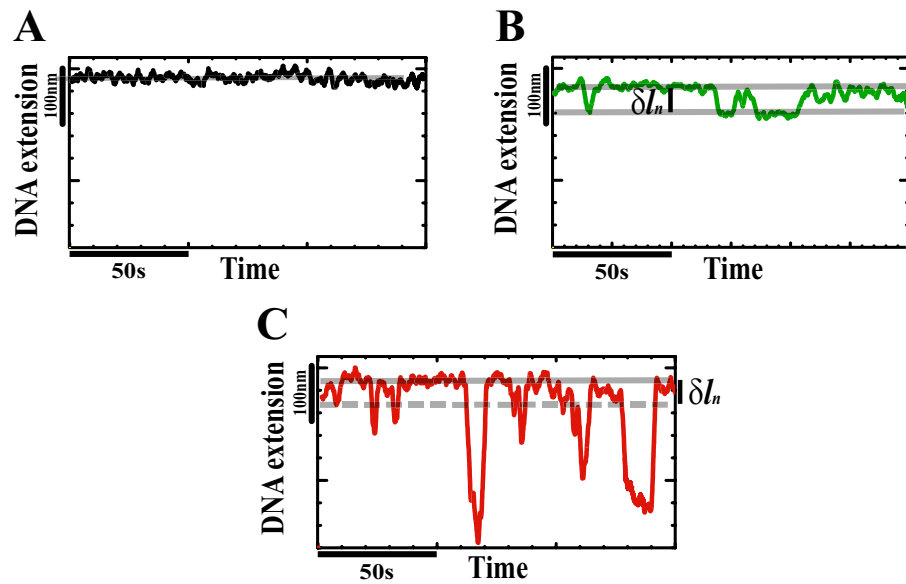 A
DNA extension
100nm
50s
Time
B
DNA extension
100nm
δlₙ
50s
Time
C
DNA extension
100nm
δlₙ
50s
Time